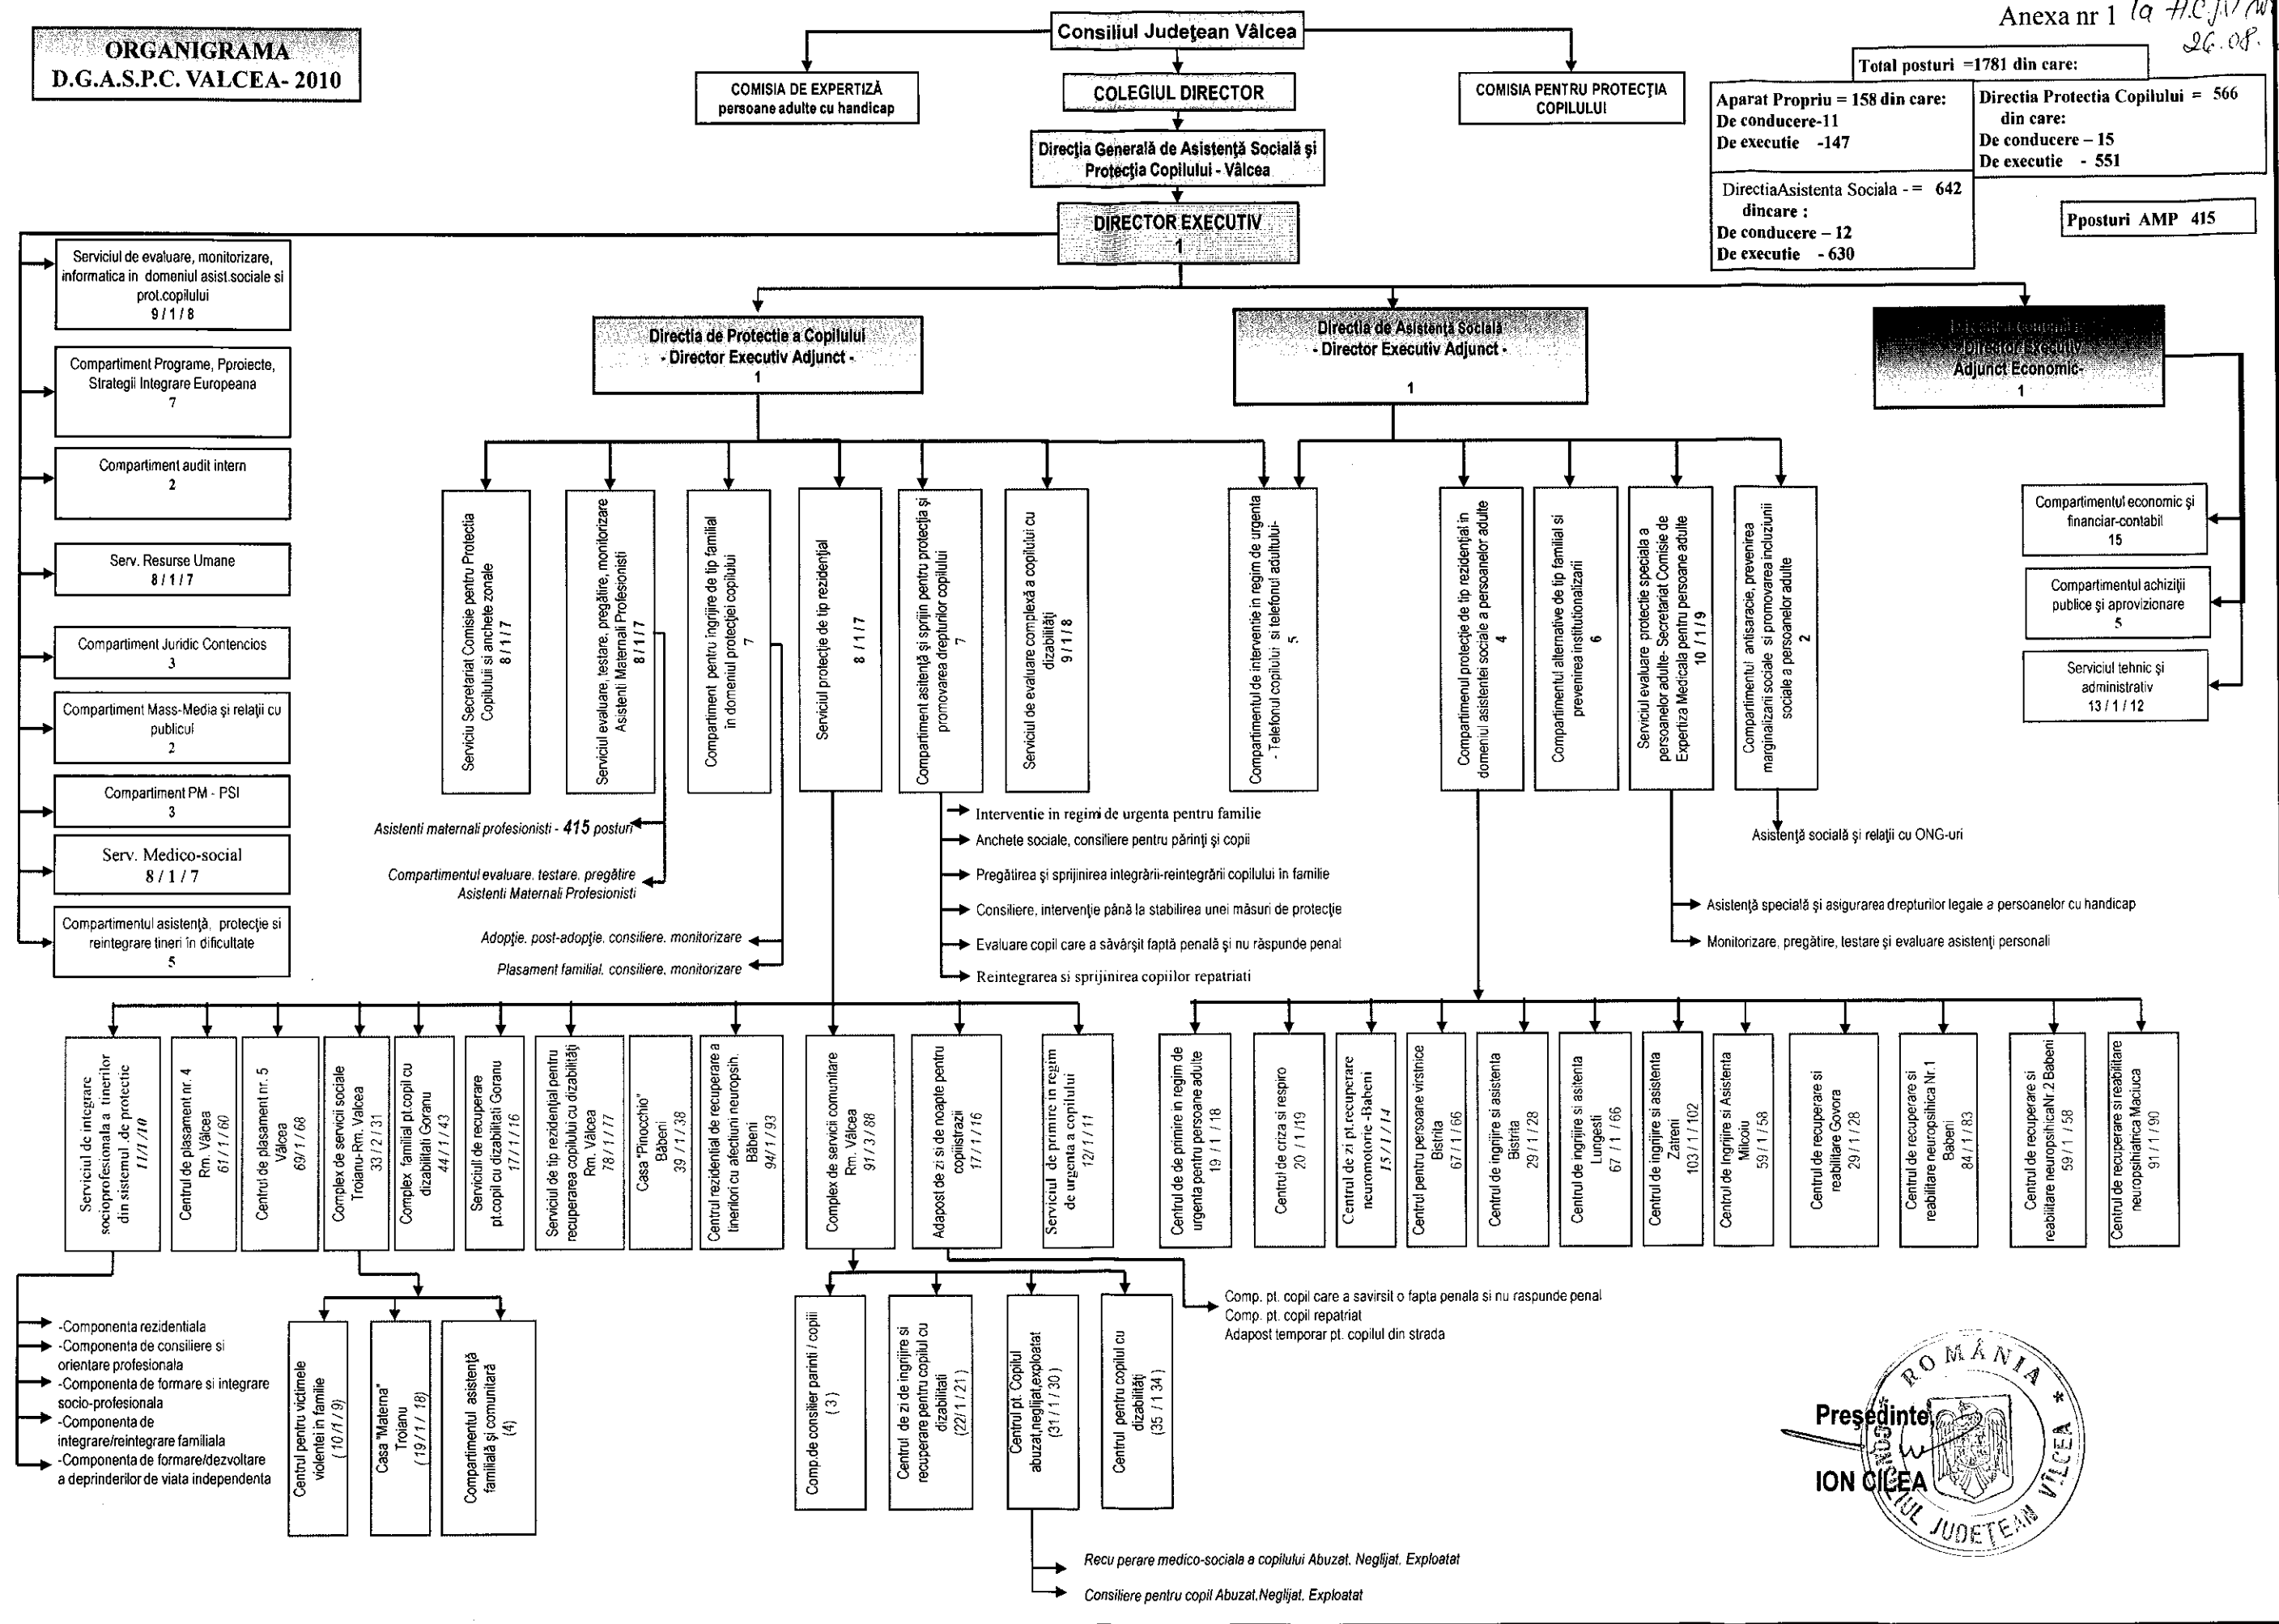 ORGANIGRAMA
D.G.A.S.P.C. VALCEA- 2010
Consiliul Judeţean Vâlcea
Anexa nr 1 la
26.08.
COMISIA DE EXPERTIZĂ
persoane adulte cu handicap
COLEGIUL DIRECTOR
COMISIA PENTRU PROTECŢIA
COPILULUI
Direcţia Generală de Asistenţă Socială şi
Protecţia Copilului - Vâlcea
DIRECTOR EXECUTIV
1
Total posturi =1781 din care:
Aparat Propriu = 158 din care:
De conducere-11
De executie -147
Directia Protectia Copilului = 566
din care:
De conducere – 15
De executie - 551
DirectiaAsistenta Sociala - = 642
dincare :
De conducere – 12
De executie - 630
Pposturi AMP 415
Serviciul de evaluare, monitorizare,
informatica in domeniul asist.sociale si
prot.copilului
9 / 1 / 8
Compartiment Programe, Pproiecte,
Strategii Integrare Europeana
7
Compartiment audit intern
2
Serv. Resurse Umane
8 / 1 / 7
Compartiment Juridic Contencios
3
Compartiment Mass-Media şi relaţii cu
publicul
2
Compartiment PM - PSI
3
Serv. Medico-social
8 / 1 / 7
Compartimentul asistenţă, protecţie si
reintegrare tineri în dificultate
5
Directia de Protectie a Copilului
- Director Executiv Adjunct -
1
Directia de Asistenţă Socială
- Director Executiv Adjunct -
1
Director Executiv
Adjunct Economic-
1
Serviciu Secretariat Comisie pentru Protectia
Copilului si anchete zonale
8 / 1 / 7
Serviciul evaluare, testare, pregătire, monitorizare
Asistenti Maternali Profesionisti
8 / 1 / 7
Compartiment pentru ingrijire de tip familial
în domeniul protecţiei copilului
7
Serviciul protecţie de tip rezidenţial
8 / 1 / 7
Compartiment asitenţă şi sprijin pentru protecţia şi
promovarea drepturilor copilului
7
Serviciul de evaluare complexă a copilului cu
dizabilităţi
9 / 1 / 8
Compartimentul de interventie in regim de urgenta
- Telefonul copilului si telefonul adultului-
5
Compartimenul protecţie de tip rezidenţial in
domeniul asistentei sociale a persoanelor adulte
4
Compartimentul alternative de tip familial si
prevenirea institutionalizarii
6
Serviciul evaluare protectie speciala a
persoanelor adulte- Secretariat Comisie de
Expertiza Medicala pentru persoane adulte
10 / 1 / 9
Compartimentul antisaracie, prevenirea
marginalizarii sociale si promovarea incluziunii
sociale a persoanelor adulte
2
Compartimentul economic şi
financiar-contabil
15
Compartimentul achiziţii
publice şi aprovizionare
5
Serviciul tehnic şi
administrativ
13 / 1 / 12
Asistenti maternali profesionisti - 415 posturi
Compartimentul evaluare. testare. pregătire
Asistenti Maternali Profesionisti
Adopţie. post-adopţie. consiliere. monitorizare
Plasament familial. consiliere. monitorizare
Interventie in regim de urgenta pentru familie
Anchete sociale, consiliere pentru părinţi şi copii
Pregătirea şi sprijinirea integrării-reintegrării copilului in familie
Consiliere, intervenţie până la stabilirea unei măsuri de protecţie
Evaluare copil care a săvârşit faptă penală şi nu răspunde penal
Reintegrarea si sprijinirea copiilor repatriati
Asistenţă socială şi relaţii cu ONG-uri
Asistenţă specială şi asigurarea drepturilor legale a persoanelor cu handicap
Monitorizare, pregătire, testare şi evaluare asistenţi personali
Serviciul de integrare
socioprofesionala a tinerilor
din sistemul .de protectie
11/1/10
Centrul de plasament nr. 4
Rm. Vâlcea
61 / 1 / 60
Centrul de plasament nr. 5
Vâlcea
69/ 1 / 68
Complex de servicii sociale
Troianu-Rm. Valcea
33 / 2 / 31
Complex familial pt.copil cu
dizabilitati Goranu
44 / 1 / 43
Serviciull de recuperare
pt.copil cu dizabilitati Goranu
17 / 1 / 16
Serviciul de tip rezidenţial pentru
recuperarea copilului cu dizabilităţi
Rm. Vâlcea
78 / 1 / 77
Casa "Pinocchio"
Băbeni
39 / 1 / 38
Centrul rezidenţial de recuperare a
tinerilori cu afectiuni neuropsih.
Băbeni
94/ 1 / 93
Complex de servicii comunitare
Rm. Vâlcea
91 / 3 / 88
Adapost de zi si de noapte pentru
copiiistrazii
17 / 1 / 16
Serviciul de primire in regim
de urgenta a copilului
12/1 / 11
Centrul de de primire in regim de
urgenta pentru persoane adulte
19 / 1 / 18
Centrul de criza si respiro
20 / 1 /19
Centrul de zi pt.recuperare
neuromotorie -Babeni
15 / 1 / 14
Centrul pentru persoane virstnice
Bistrita
67 / 1 / 66
Centrul de ingrijire si asistenta
Bistrita
29 / 1 / 28
Centrul de ingrijire si asitenta
Lungesti
67 / 1 / 66
Centrul de ingijire si asistenta
Zatreni
103 / 1 / 102
Centrul de Ingrijire si Asistenta
Milcoiu
59 / 1 / 58
Centrul de recuperare si
reabilitare Govora
29 / 1 / 28
Centrul de recuperare si
reabilitare neuropsihica Nr.1
Babeni
84 / 1 / 83
Centrul de recuperare si
reabilitare neuropsihicaNr.2 Babeni
59 / 1 / 58
Centrul de recuperare si reabilitare
neuropsihiatrica Maciuca
91 / 1 / 90
-Componenta rezidentiala
-Componenta de consiliere si
orientare profesionala
-Componenta de formare si integrare
socio-profesionala
-Componenta de
integrare/reintegrare familiala
-Componenta de formare/dezvoltare
a deprinderilor de viata independenta
Centrul pentru victimele
violentei in familie
( 10 / 1 / 9)
Casa "Materna"
Troianu
( 19 / 1 / 18)
Compartimentul asistenţă
familială şi comunitară
(4)
Comp.de consilier parinti / copiii
( 3 )
Centrul de zi de ingrijire si
recuperare pentru copilul cu
dizabilitati
(22/ 1 / 21 )
Centrul pt. Copilul
abuzat,neglijat,exploatat
(31 / 1 / 30 )
Centrul pentru copilul cu
dizabilităţi
(35 / 1 34 )
Comp. pt. copil care a savirsit o fapta penala si nu raspunde penal
Comp. pt. copil repatriat
Adapost temporar pt. copilul din strada
Recu perare medico-sociala a copilului Abuzat. Neglijat. Exploatat
Consiliere pentru copil Abuzat.Neglijat. Exploatat
Preşedinte,
ION CÎLEA
ROMÂNIA * CONSILIUL JUDEŢEAN VÎLCEA *